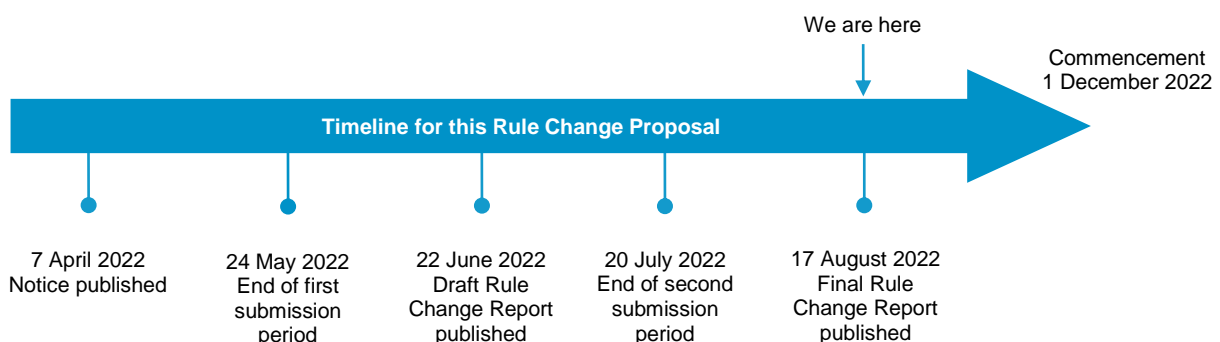 We are here
Commencement
1 December 2022
Timeline for this Rule Change Proposal
7 April 2022
Notice published
24 May 2022
End of first
submission
period
22 June 2022
Draft Rule
Change Report
published
20 July 2022
End of second
submission
period
17 August 2022
Final Rule
Change Report
published